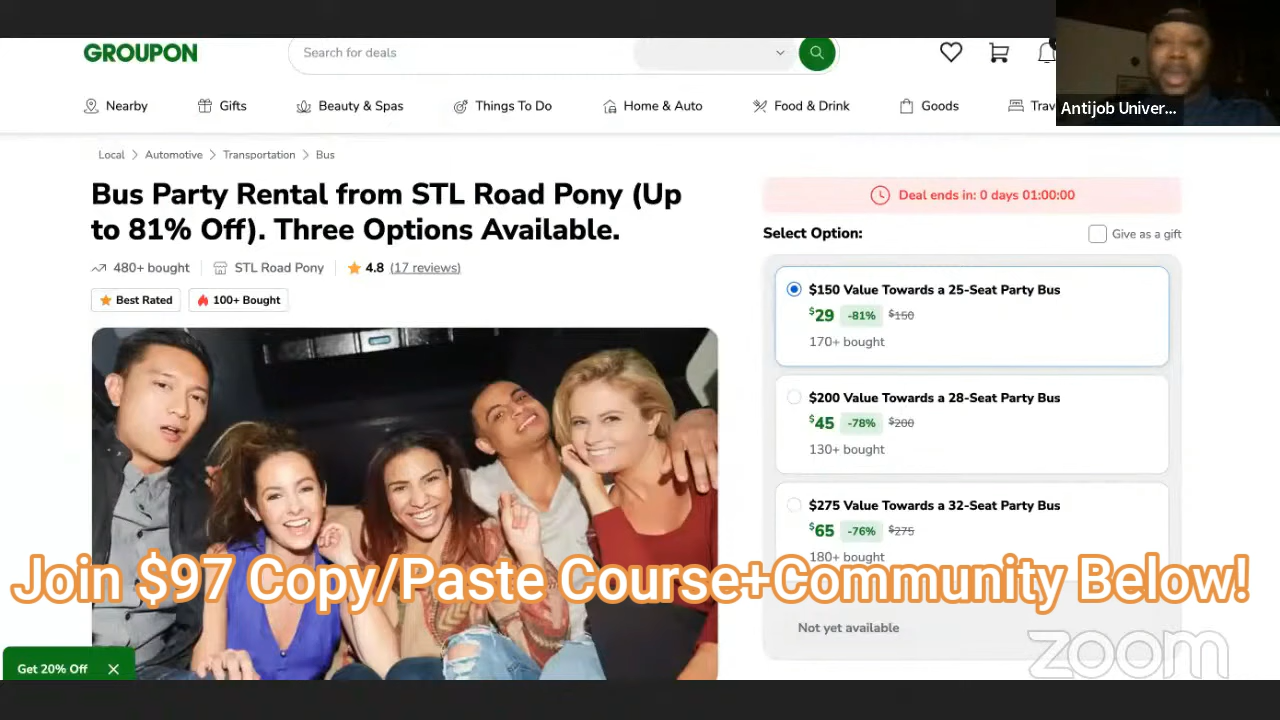 GROUPON
Search for deals
Nearby
Gifts
Beauty & Spas
Things To Do
Home & Auto
Food & Drink
Goods
Antijob Univer...
Local > Automotive > Transportation > Bus
Bus Party Rental from STL Road Pony (Up
to 81% Off). Three Options Available.
480+ bought
STL Road Pony
4.8 (17 reviews)
Best Rated
100+ Bought
Deal ends in: 0 days 01:00:00
Select Option:
Give as a gift
$150 Value Towards a 25-Seat Party Bus
$29 -81% $150
170+ bought
$200 Value Towards a 28-Seat Party Bus
$45 -78% $200
130+ bought
$275 Value Towards a 32-Seat Party Bus
$65 -76% $275
180+ bought
Join $97 Copy/Paste Course+Community Below!
Not yet available
zoom
Get 20% Off